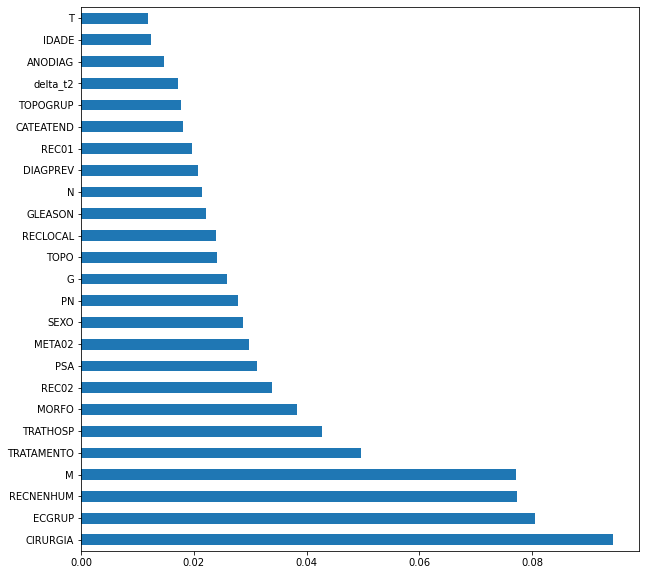 T
IDADE
ANODIAG
delta_t2
TOPOGRUP
CATEATEND
REC01
DIAGPREV
N
GLEASON
RECLOCAL
TOPO
G
PN
SEXO
META02
PSA
REC02
MORFO
TRATHOSP
TRATAMENTO
M
RECNENHUM
ECGRUP
CIRURGIA
0.00 0.02 0.04 0.06 0.08